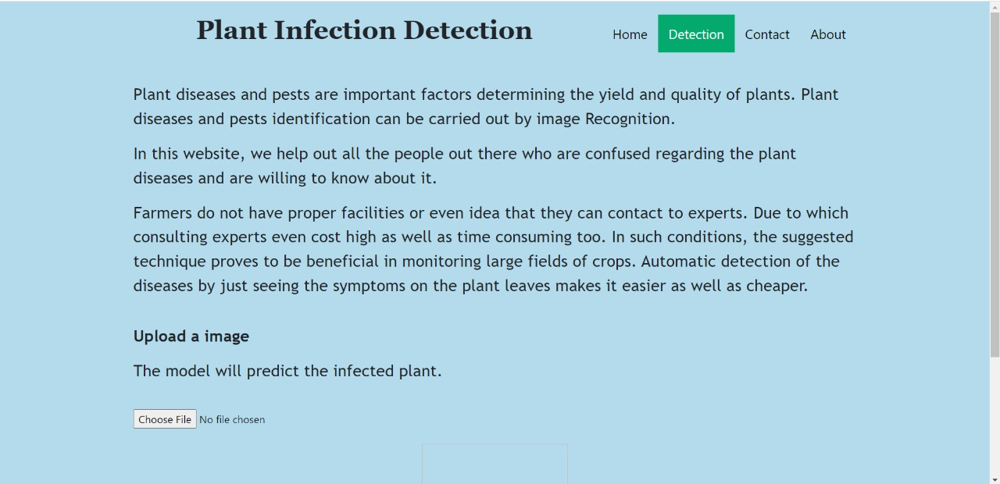 Plant Infection Detection
Home Detection Contact About
Plant diseases and pests are important factors determining the yield and quality of plants. Plant
diseases and pests identification can be carried out by image Recognition.
In this website, we help out all the people out there who are confused regarding the plant
diseases and are willing to know about it.
Farmers do not have proper facilities or even idea that they can contact to experts. Due to which
consulting experts even cost high as well as time consuming too. In such conditions, the suggested
technique proves to be beneficial in monitoring large fields of crops. Automatic detection of the
diseases by just seeing the symptoms on the plant leaves makes it easier as well as cheaper.
Upload a image
The model will predict the infected plant.
Choose File No file chosen